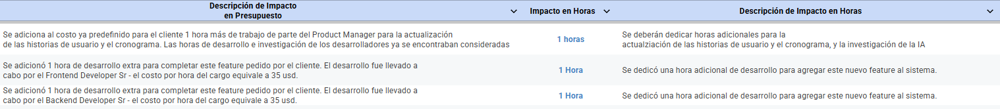 Descripción de Impacto
en Presupuesto
Impacto en Horas
Descripción de Impacto en Horas
Se adiciona al costo ya predefinido para el cliente 1 hora más de trabajo de parte del Product Manager para la actualización
de las historias de usuario y el cronograma. Las horas de desarrollo e investigación de los desarrolladores ya se encontraban consideradas
1 horas
Se deberán dedicar horas adicionales para la
actualziación de las historias de usuario y el cronograma, y la investigación de la IA
Se adicionó 1 hora de desarrollo extra para completar este feature pedido por el cliente. El desarrollo fue llevado a
cabo por el Frontend Developer Sr - el costo por hora del cargo equivale a 35 usd.
1 Hora
Se dedicó una hora adicional de desarrollo para agregar este nuevo feature al sistema.
Se adicionó 1 hora de desarrollo extra para completar este feature pedido por el cliente. El desarrollo fue llevado a
cabo por el Backend Developer Sr - el costo por hora del cargo equivale a 35 usd.
1 Hora
Se dedicó una hora adicional de desarrollo para agregar este nuevo feature al sistema.